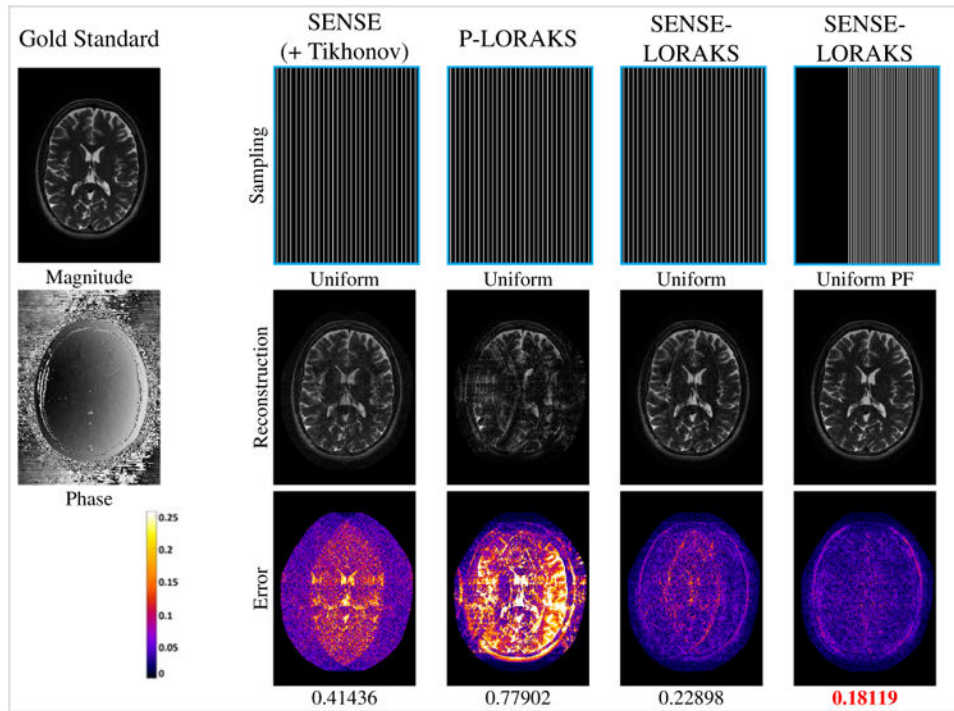 Gold Standard
SENSE
(+ Tikhonov)
P-LORAKS
SENSE-
LORAKS
SENSE-
LORAKS
Sampling
Magnitude
Uniform
Uniform
Uniform
Uniform PF
Reconstruction
Phase
0.25
0.2
0.15
0.1
0.05
0
Error
0.41436
0.77902
0.22898
0.18119